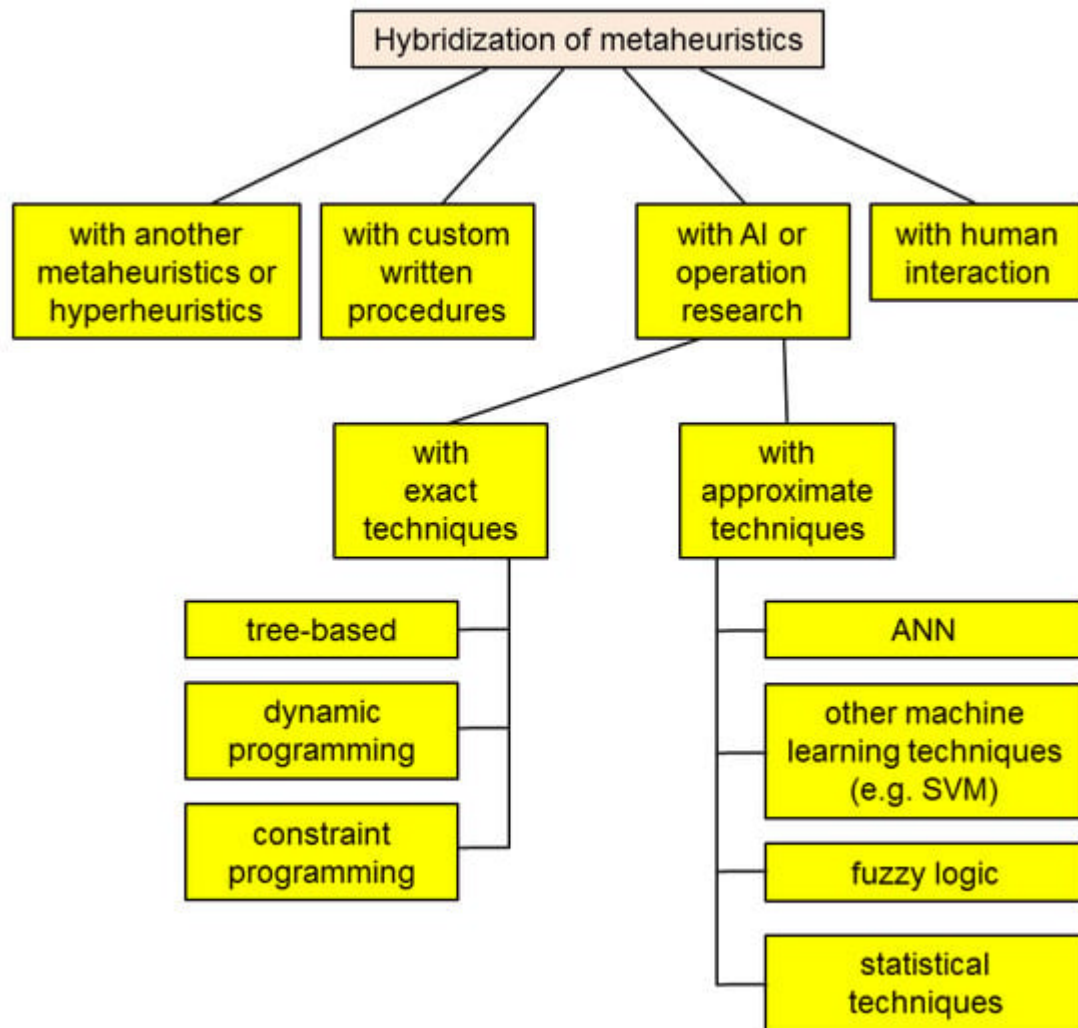 Hybridization of metaheuristics
with another
metaheuristics or
hyperheuristics
with custom
written
procedures
with AI or
operation
research
with human
interaction
with
exact
techniques
with
approximate
techniques
tree-based
dynamic
programming
constraint
programming
ANN
other machine
learning techniques
(e.g. SVM)
fuzzy logic
statistical
techniques